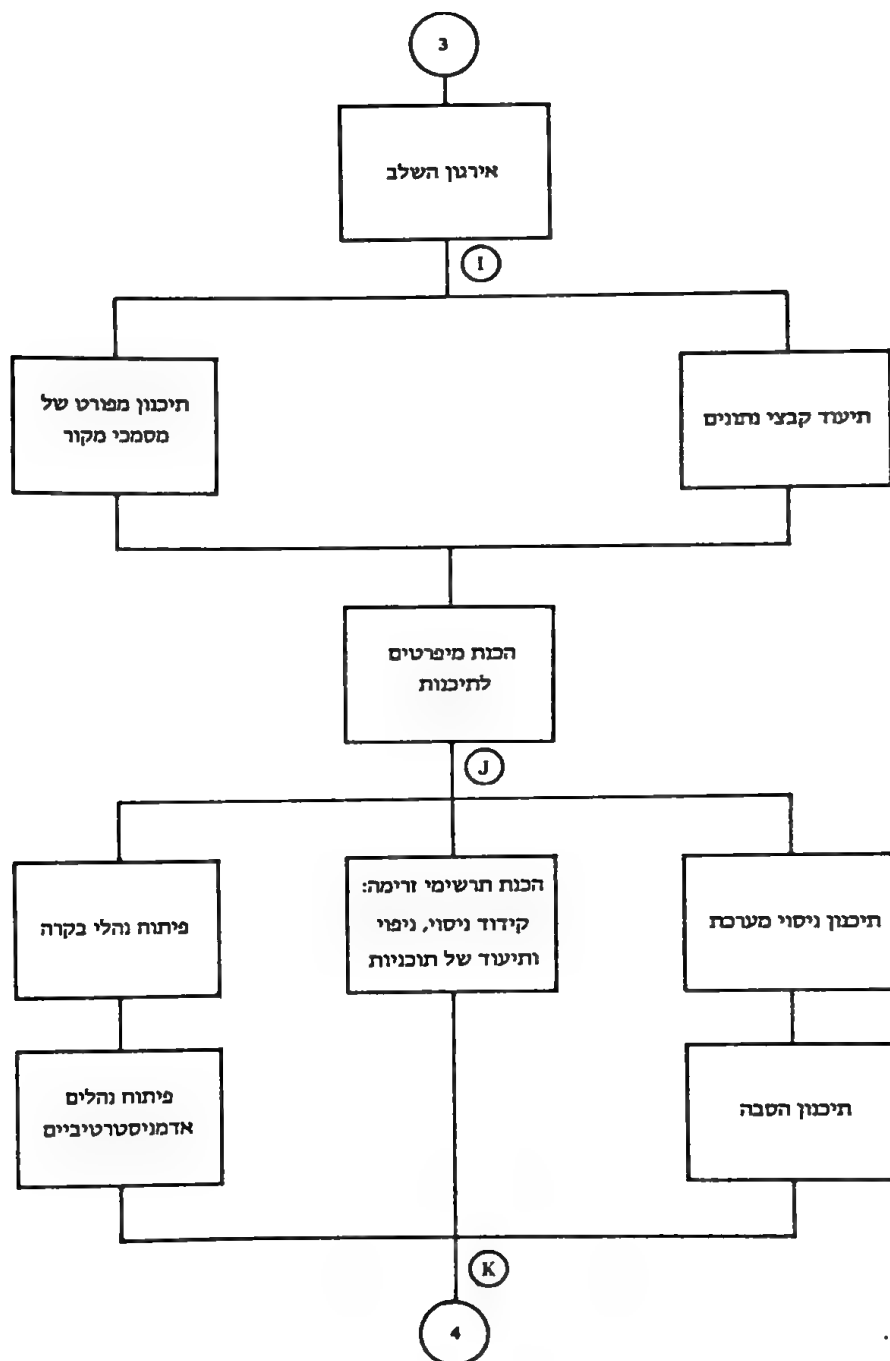 3
אירגון השלב
I
תיעוד קבצי נתונים
תיכנון מפורט של
מסמכי מקור
הכנת מיפרטים
לתיכנות
J
תיכנון ניסוי מערכת
הכנת תרשימי זרימה:
קידוד ניסוי, ניפוי
ותיעוד של תוכניות
פיתוח נהלי בקרה
תיכנון הסבה
פיתוח נהלים
אדמניסטרטיביים
K
4